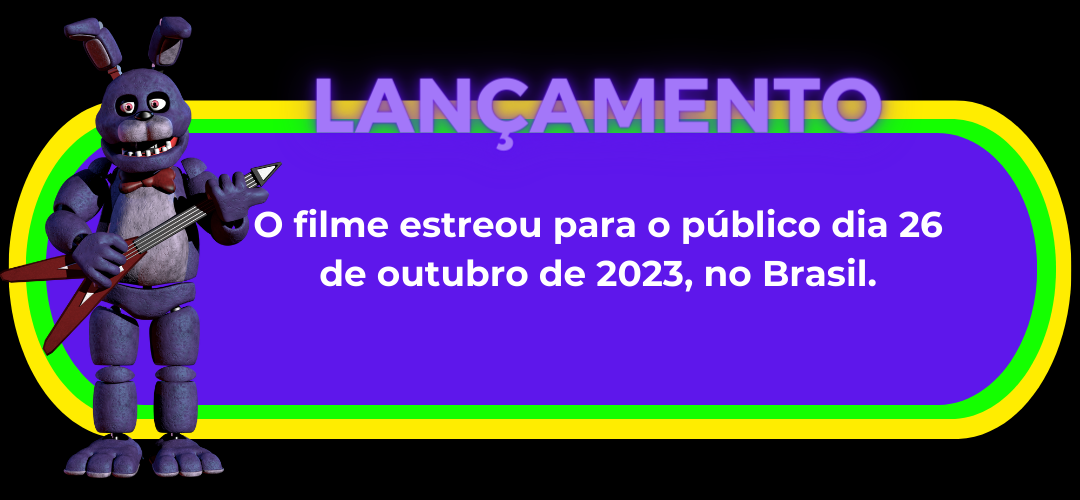 LANÇAMENTO
O filme estreou para o público dia 26
de outubro de 2023, no Brasil.